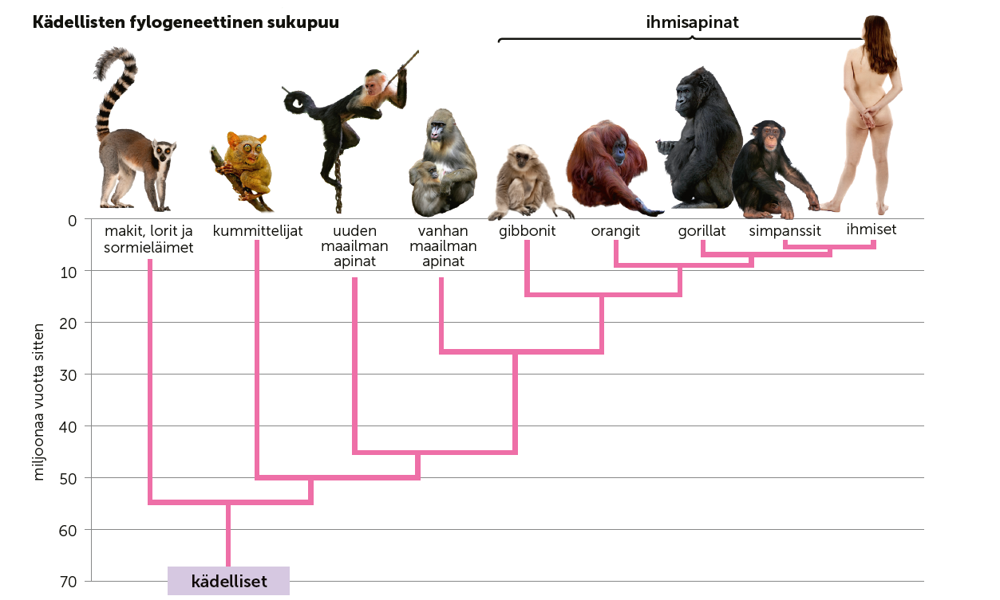 Kädellisten fylogeneettinen sukupuu
ihmisapinat
0
makit, lorit ja
sormieläimet
kummittelijat
uuden
maailman
apinat
vanhan
maailman
apinat
gibbonit
orangit
gorillat
simpanssit
ihmiset
10
20
30
40
50
60
70
miljoonaa vuotta sitten
kädelliset